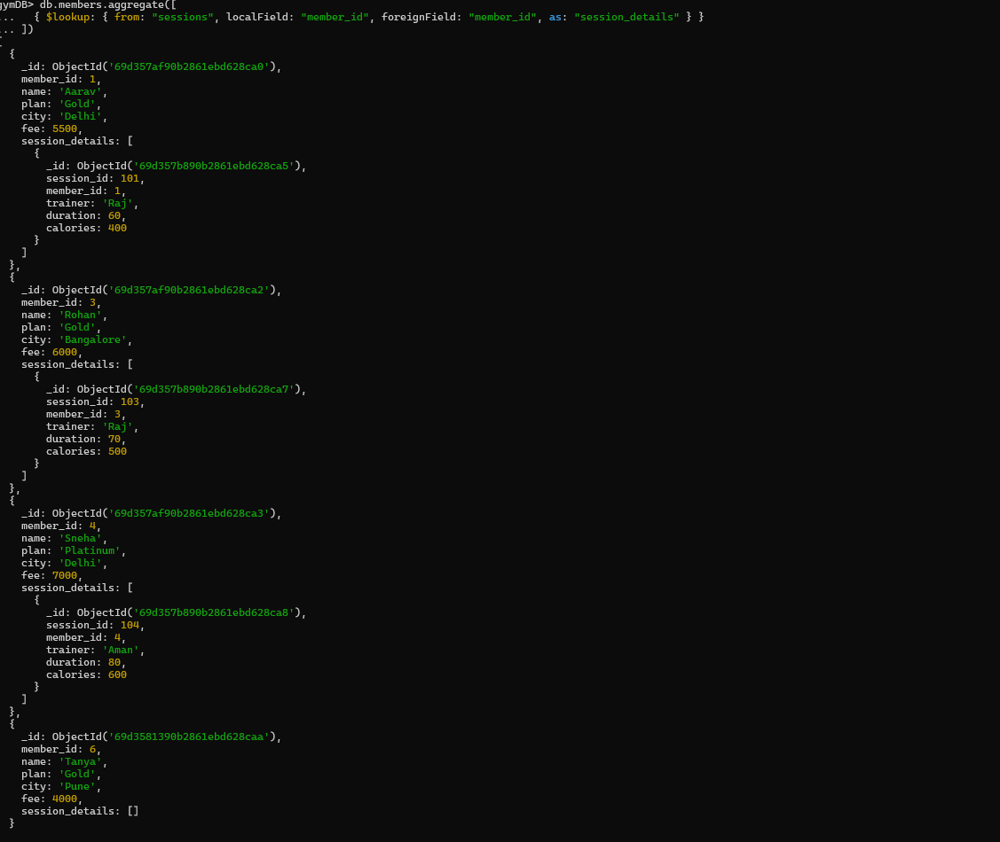 gymDB> db.members.aggregate([
...   { $lookup: { from: "sessions", localField: "member_id", foreignField: "member_id", as: "session_details" } }
... ])
[
  {
    _id: ObjectId('69d357af90b2861ebd628ca0'),
    member_id: 1,
    name: 'Aarav',
    plan: 'Gold',
    city: 'Delhi',
    fee: 5500,
    session_details: [
      {
        _id: ObjectId('69d357b890b2861ebd628ca5'),
        session_id: 101,
        member_id: 1,
        trainer: 'Raj',
        duration: 60,
        calories: 400
      }
    ]
  },
  {
    _id: ObjectId('69d357af90b2861ebd628ca2'),
    member_id: 3,
    name: 'Rohan',
    plan: 'Gold',
    city: 'Bangalore',
    fee: 6000,
    session_details: [
      {
        _id: ObjectId('69d357b890b2861ebd628ca7'),
        session_id: 103,
        member_id: 3,
        trainer: 'Raj',
        duration: 70,
        calories: 500
      }
    ]
  },
  {
    _id: ObjectId('69d357af90b2861ebd628ca3'),
    member_id: 4,
    name: 'Sneha',
    plan: 'Platinum',
    city: 'Delhi',
    fee: 7000,
    session_details: [
      {
        _id: ObjectId('69d357b890b2861ebd628ca8'),
        session_id: 104,
        member_id: 4,
        trainer: 'Aman',
        duration: 80,
        calories: 600
      }
    ]
  },
  {
    _id: ObjectId('69d3581390b2861ebd628caa'),
    member_id: 6,
    name: 'Tanya',
    plan: 'Gold',
    city: 'Pune',
    fee: 4000,
    session_details: []
  }